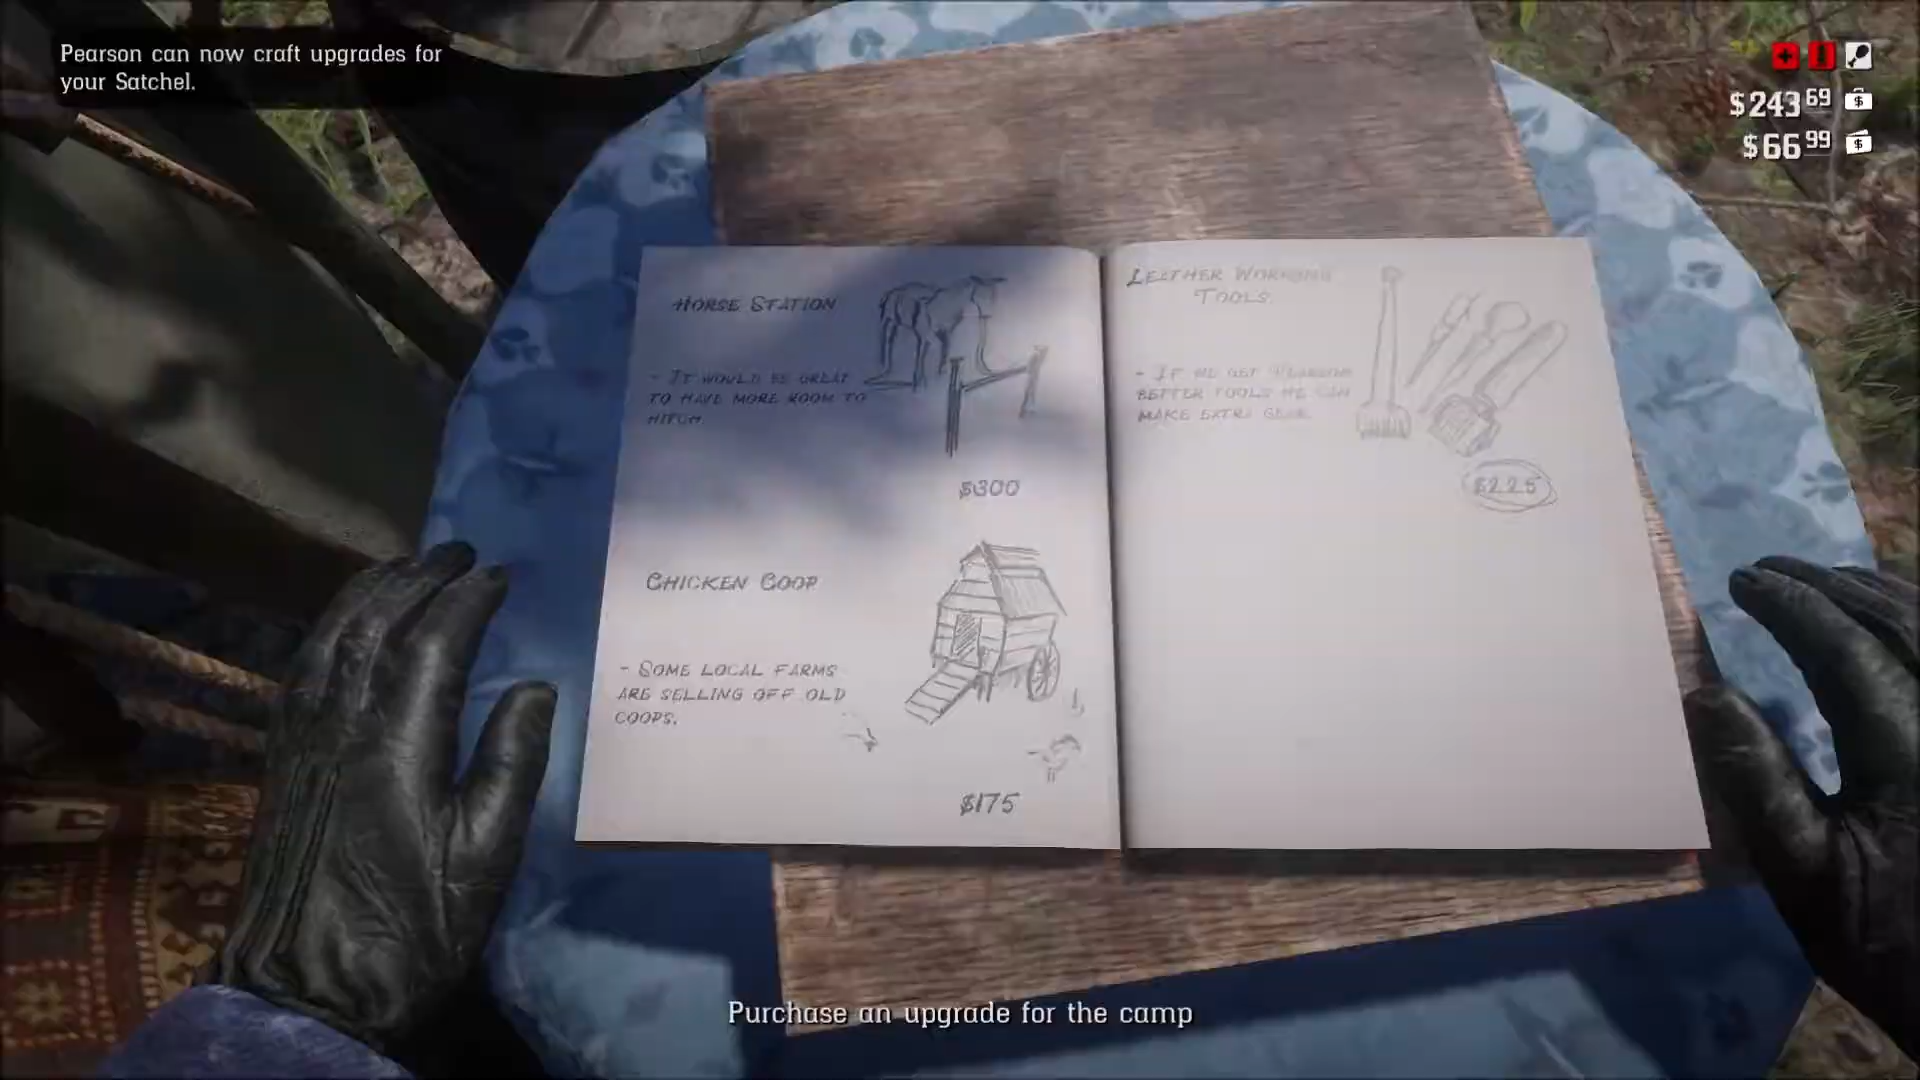 Pearson can now craft upgrades for
your Satchel.
$243 69
$66 99
HORSE STATION
- IT WOULD BE GREAT
TO HAVE MORE ROOM TO
HITCH.
$300
CHICKEN COOP
- SOME LOCAL FARMS
ARE SELLING OFF OLD
COOPS.
$175
LEATHER WORKING
TOOLS.
- IF WE GET PEARSON
BETTER TOOLS HE CAN
MAKE EXTRA GEAR.
$225
Purchase an upgrade for the camp